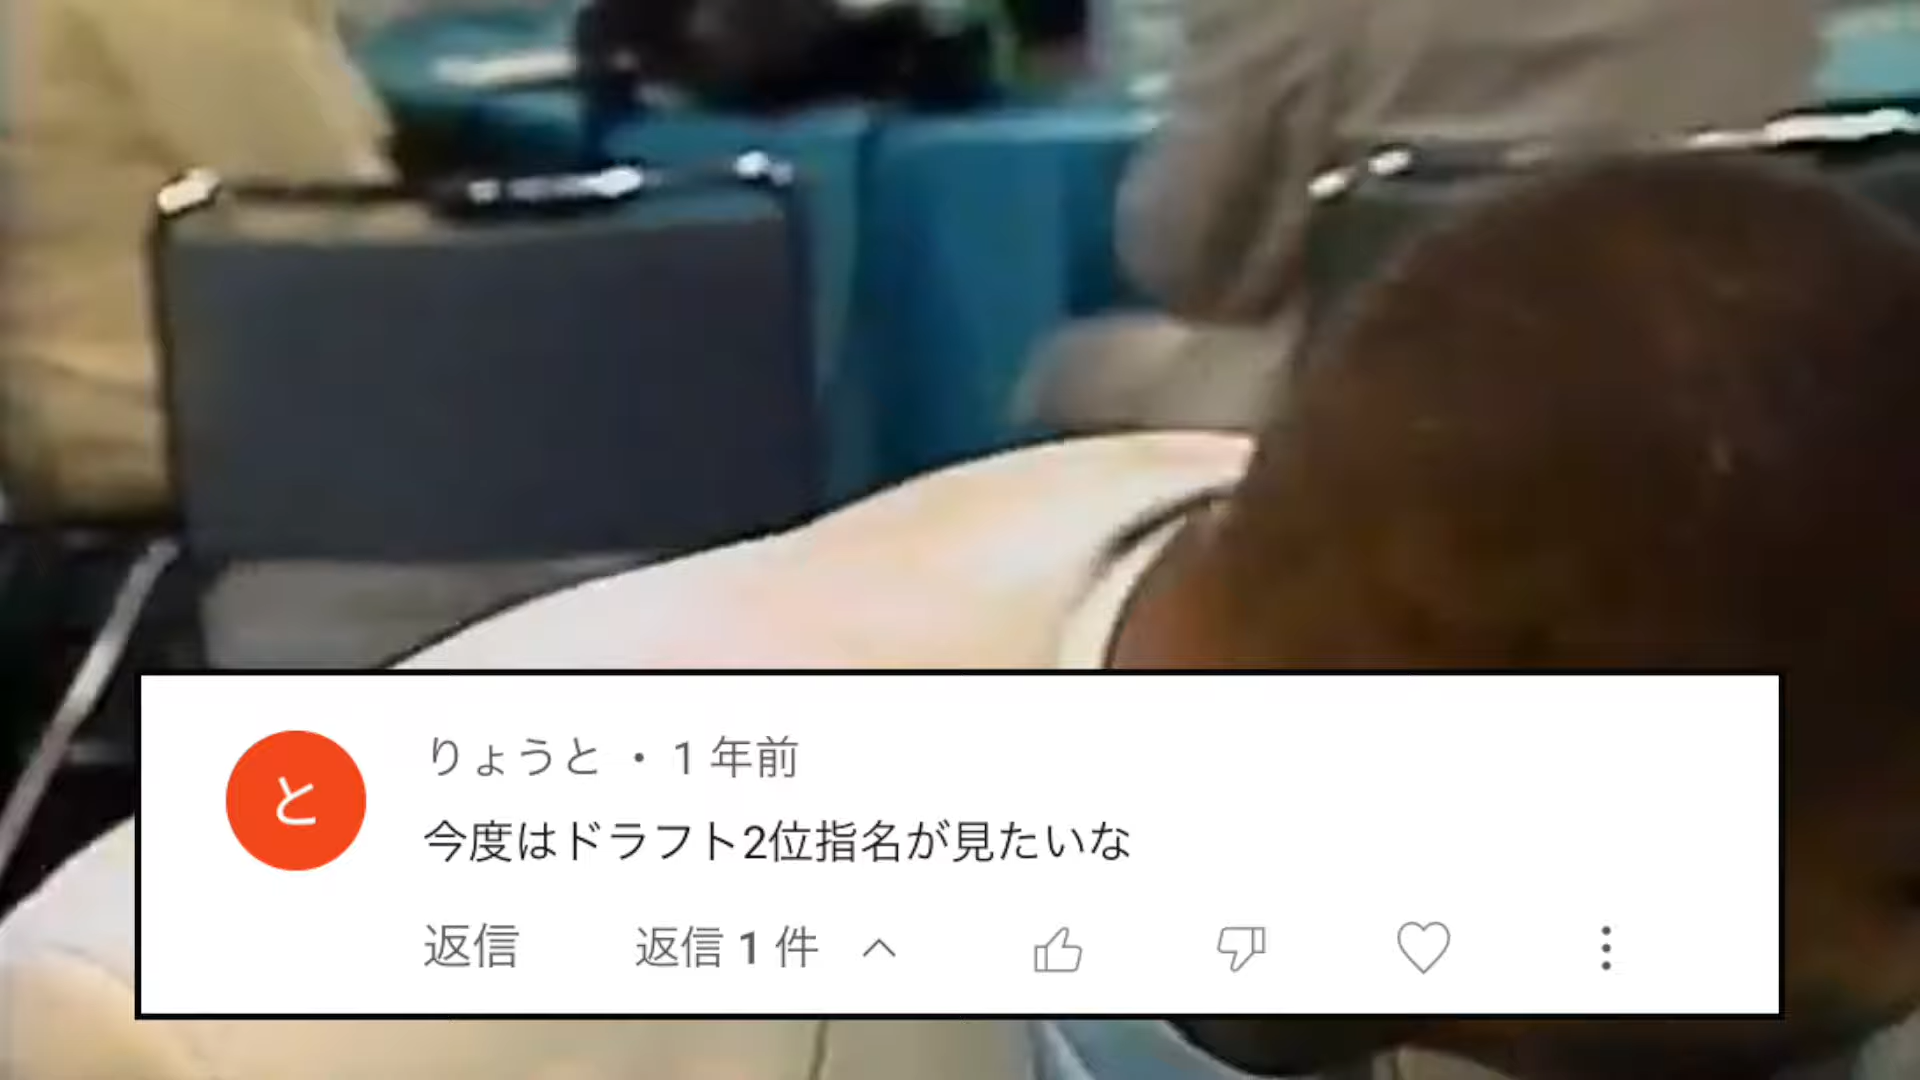 りょうと・1 年前
と
今度はドラフト2位指名が見たいな
返信 返信 1 件